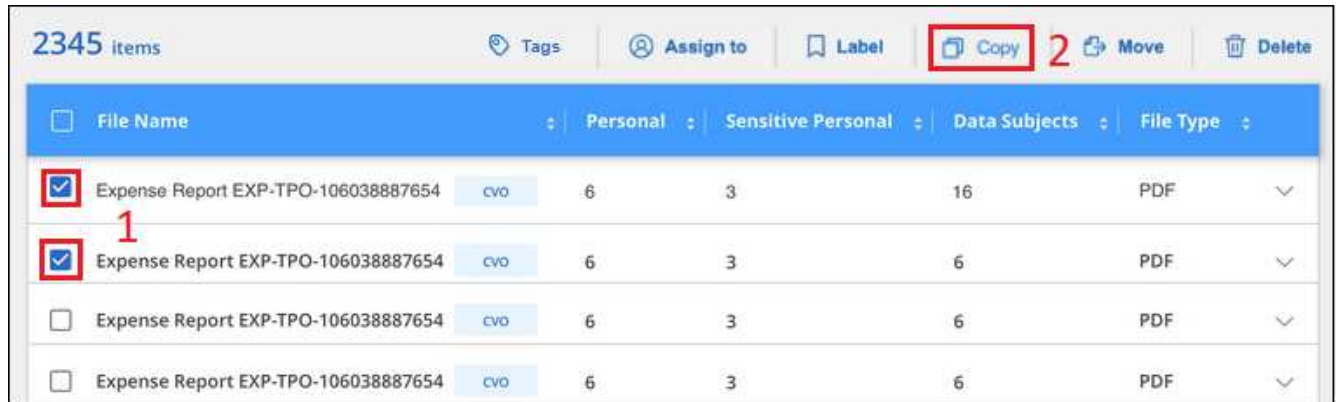 2345 items Tags Assign to Label Copy 2 Move Delete
File Name Personal Sensitive Personal Data Subjects File Type
Expense Report EXP-TPO-106038887654 CVO 6 3 16 PDF
1
Expense Report EXP-TPO-106038887654 CVO 6 3 6 PDF
Expense Report EXP-TPO-106038887654 CVO 6 3 6 PDF
Expense Report EXP-TPO-106038887654 CVO 6 3 6 PDF